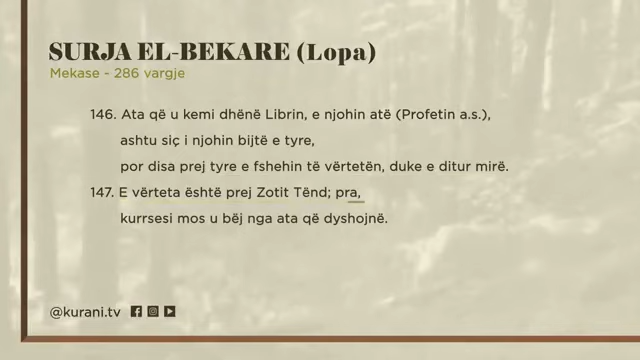 SURJA EL-BEKARE (Lopa)
Mekase - 286 vargje
146. Ata që u kemi dhënë Librin, e njohin atë (Profetin a.s.),
ashtu siç i njohin bijtë e tyre,
por disa prej tyre e fshehin të vërtetën, duke e ditur mirë.
147. E vërteta është prej Zotit Tënd; pra,
kurrsesi mos u bëj nga ata që dyshojnë.
@kurani.tv